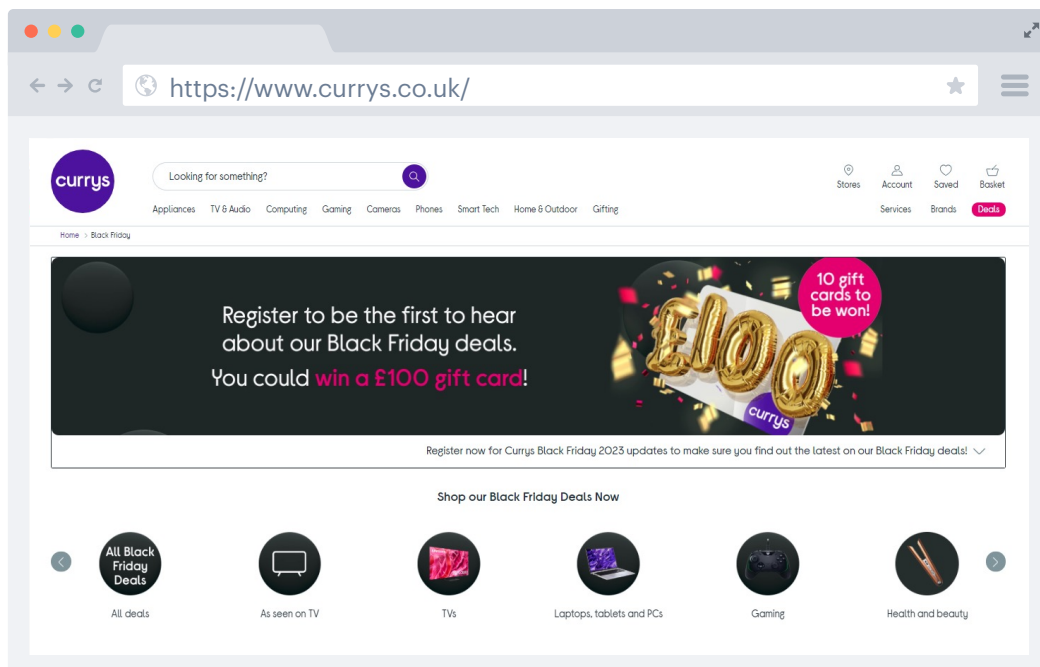 https://www.currys.co.uk/
currys
Looking for something?
Stores Account Saved Basket
Appliances TV & Audio Computing Gaming Cameras Phones Smart Tech Home & Outdoor Gifting
Services Brands Deals
Home > Black Friday
Register to be the first to hear
about our Black Friday deals.
You could win a £100 gift card!
10 gift
cards to
be won!
£100
currys
Register now for Currys Black Friday 2023 updates to make sure you find out the latest on our Black Friday deals!
Shop our Black Friday Deals Now
All Black
Friday
Deals
All deals As seen on TV TVs Laptops, tablets and PCs Gaming Health and beauty